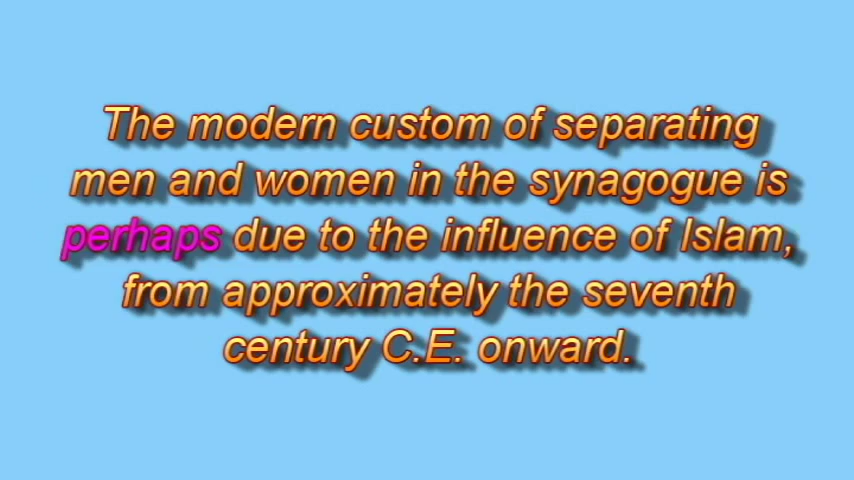 The modern custom of separating
men and women in the synagogue is
perhaps due to the influence of Islam,
from approximately the seventh
century C.E. onward.